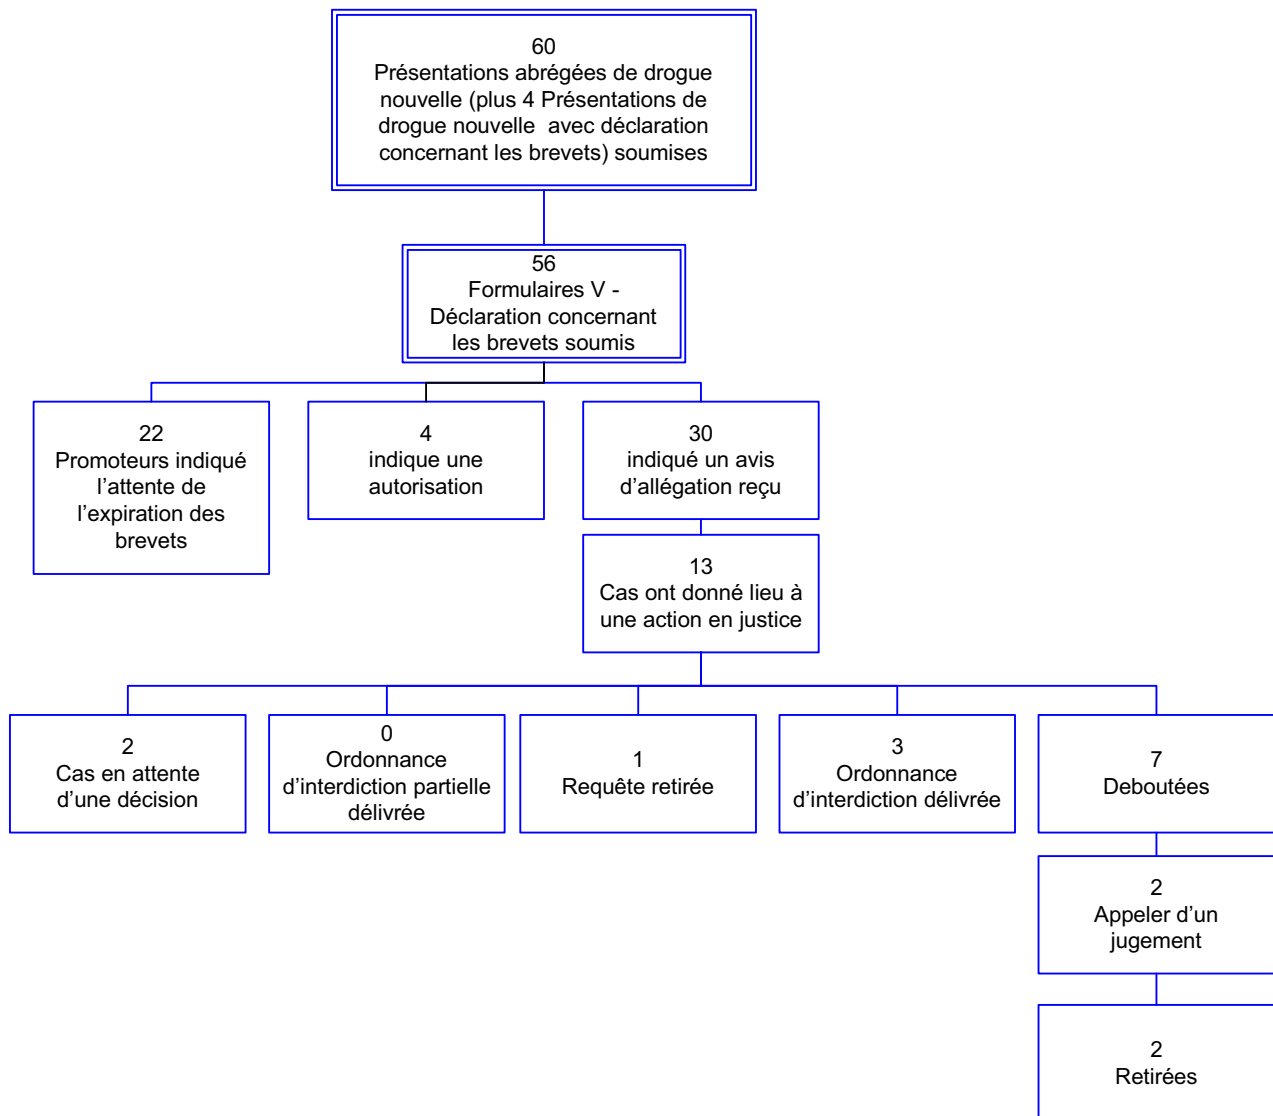 60
Présentations abrégées de drogue
nouvelle (plus 4 Présentations de
drogue nouvelle avec déclaration
concernant les brevets) soumises
56
Formulaires V -
Déclaration concernant
les brevets soumis
22
Promoteurs indiqué
l’attente de
l’expiration des
brevets
4
indique une
autorisation
30
indiqué un avis
d’allégation reçu
13
Cas ont donné lieu à
une action en justice
2
Cas en attente
d’une décision
0
Ordonnance
d’interdiction partielle
délivrée
1
Requête retirée
3
Ordonnance
d’interdiction délivrée
7
Deboutées
2
Appeler d’un
jugement
2
Retirées